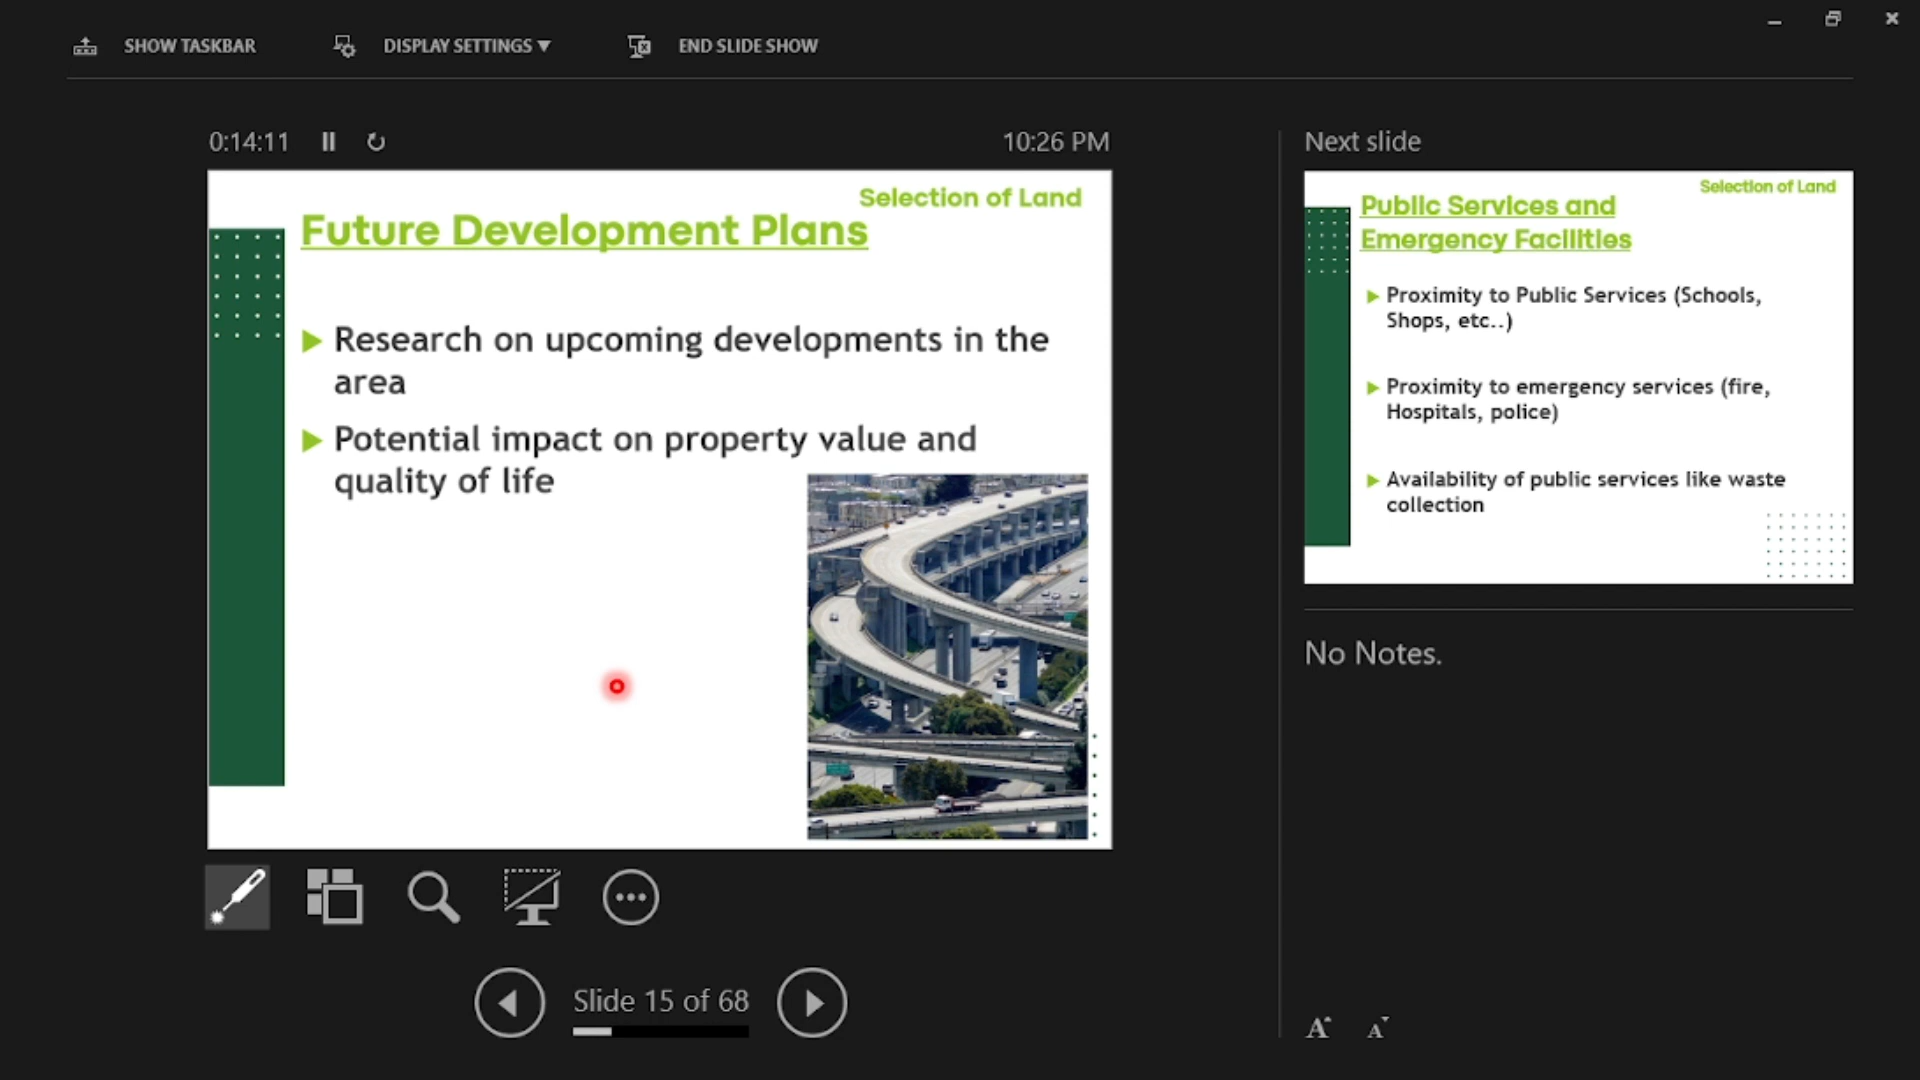 SHOW TASKBAR
DISPLAY SETTINGS ▼
END SLIDE SHOW
0:14:11
10:26 PM
Selection of Land
Future Development Plans
Research on upcoming developments in the
area
Potential impact on property value and
quality of life
Slide 15 of 68
Next slide
Selection of Land
Public Services and
Emergency Facilities
Proximity to Public Services (Schools,
Shops, etc..)
Proximity to emergency services (fire,
Hospitals, police)
Availability of public services like waste
collection
No Notes.
A A